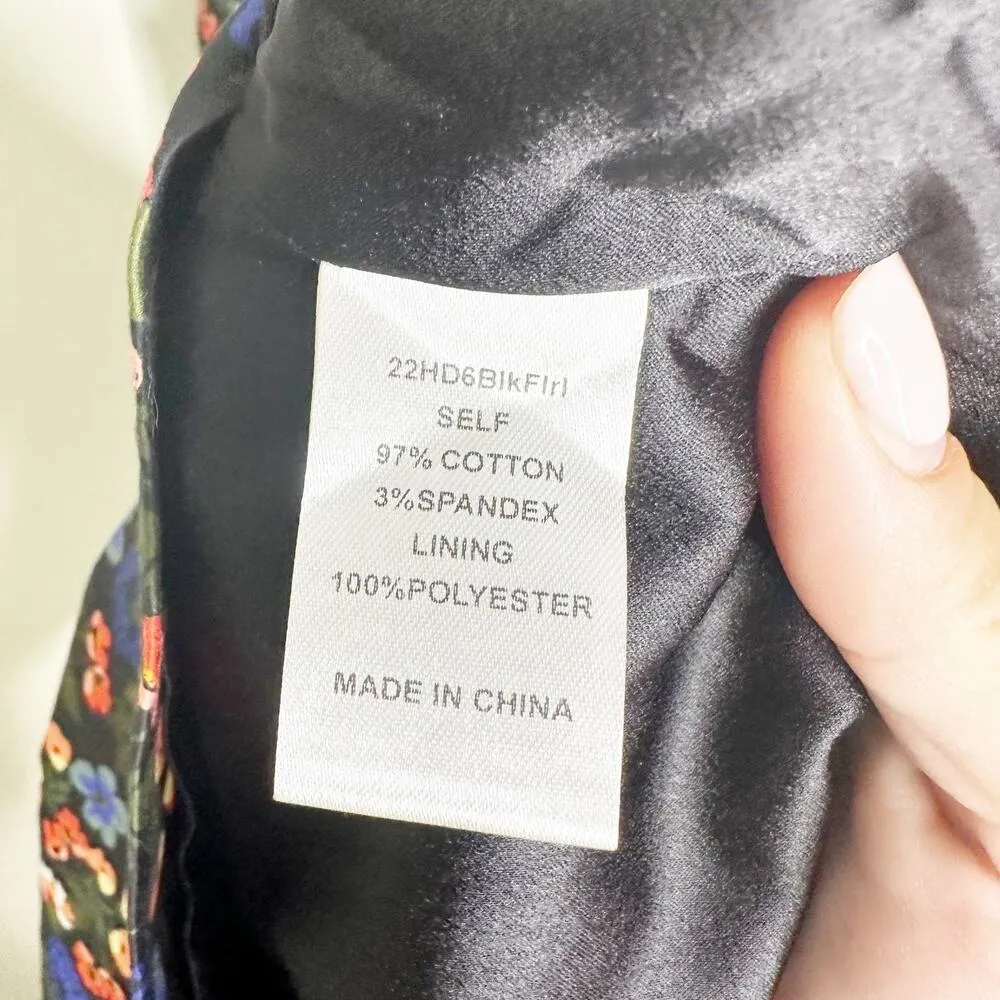 22HD6BlkFlrl
SELF
97% COTTON
3%SPANDEX
LINING
100%POLYESTER
MADE IN CHINA